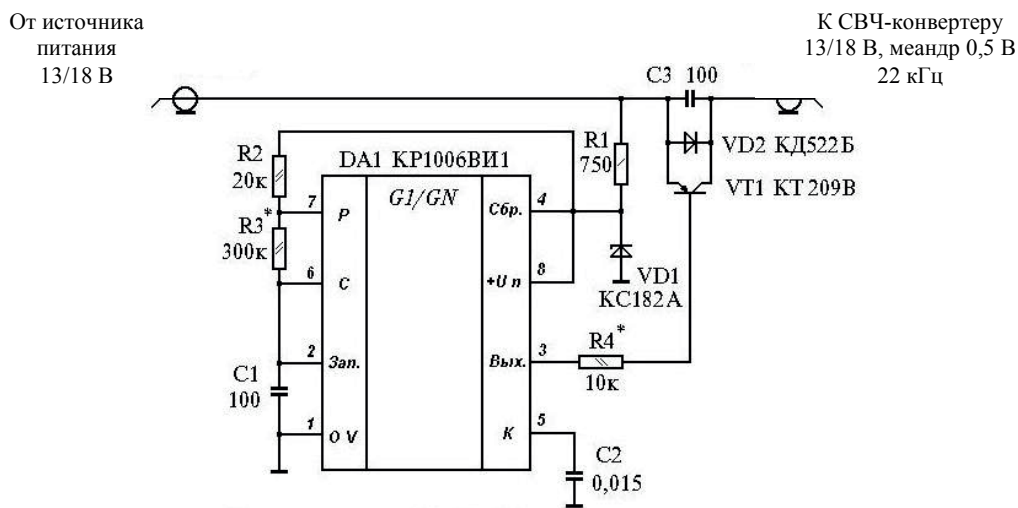 От источника
питания
13/18 В
К СВЧ-конвертеру
13/18 В, меандр 0,5 В
22 кГц
C3 100
R1
750
VD2 КД522Б
VT1 КТ209В
R2
20к
DA1 КР1006ВИ1
G1/GN
7
P
Сбр.
4
R3*
300к
6
C
+U п
8
VD1
КС182А
2
Зап.
Вых.
3
R4*
10к
C1
100
1
0 V
K
5
C2
0,015